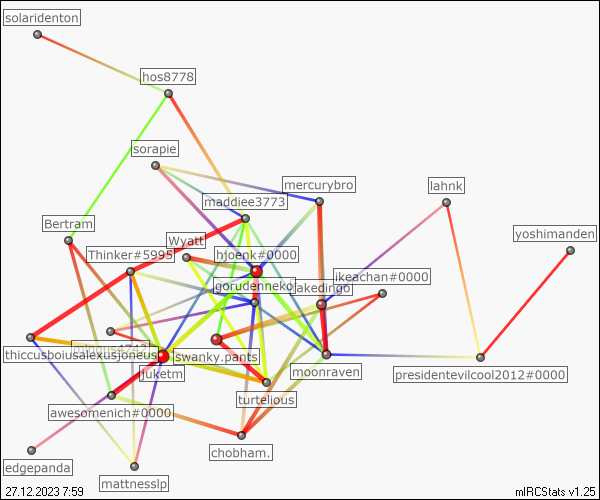 solaridenton
hos8778
sorapie
mercurybro
lahnk
maddiee3773
Bertram
yoshimanden
Wyatt
Thinker#5995
hjoenk#0000
ikeachan#0000
gorudenneko
jakedingo
thiccusboiusalexusjoneus
swanky.pants
juketm
moonraven
presidentevilcool2012#0000
turtelious
awesomenich#0000
chobham.
edgepanda
mattnesslp
27.12.2023 7:59
mIRCStats v1.25